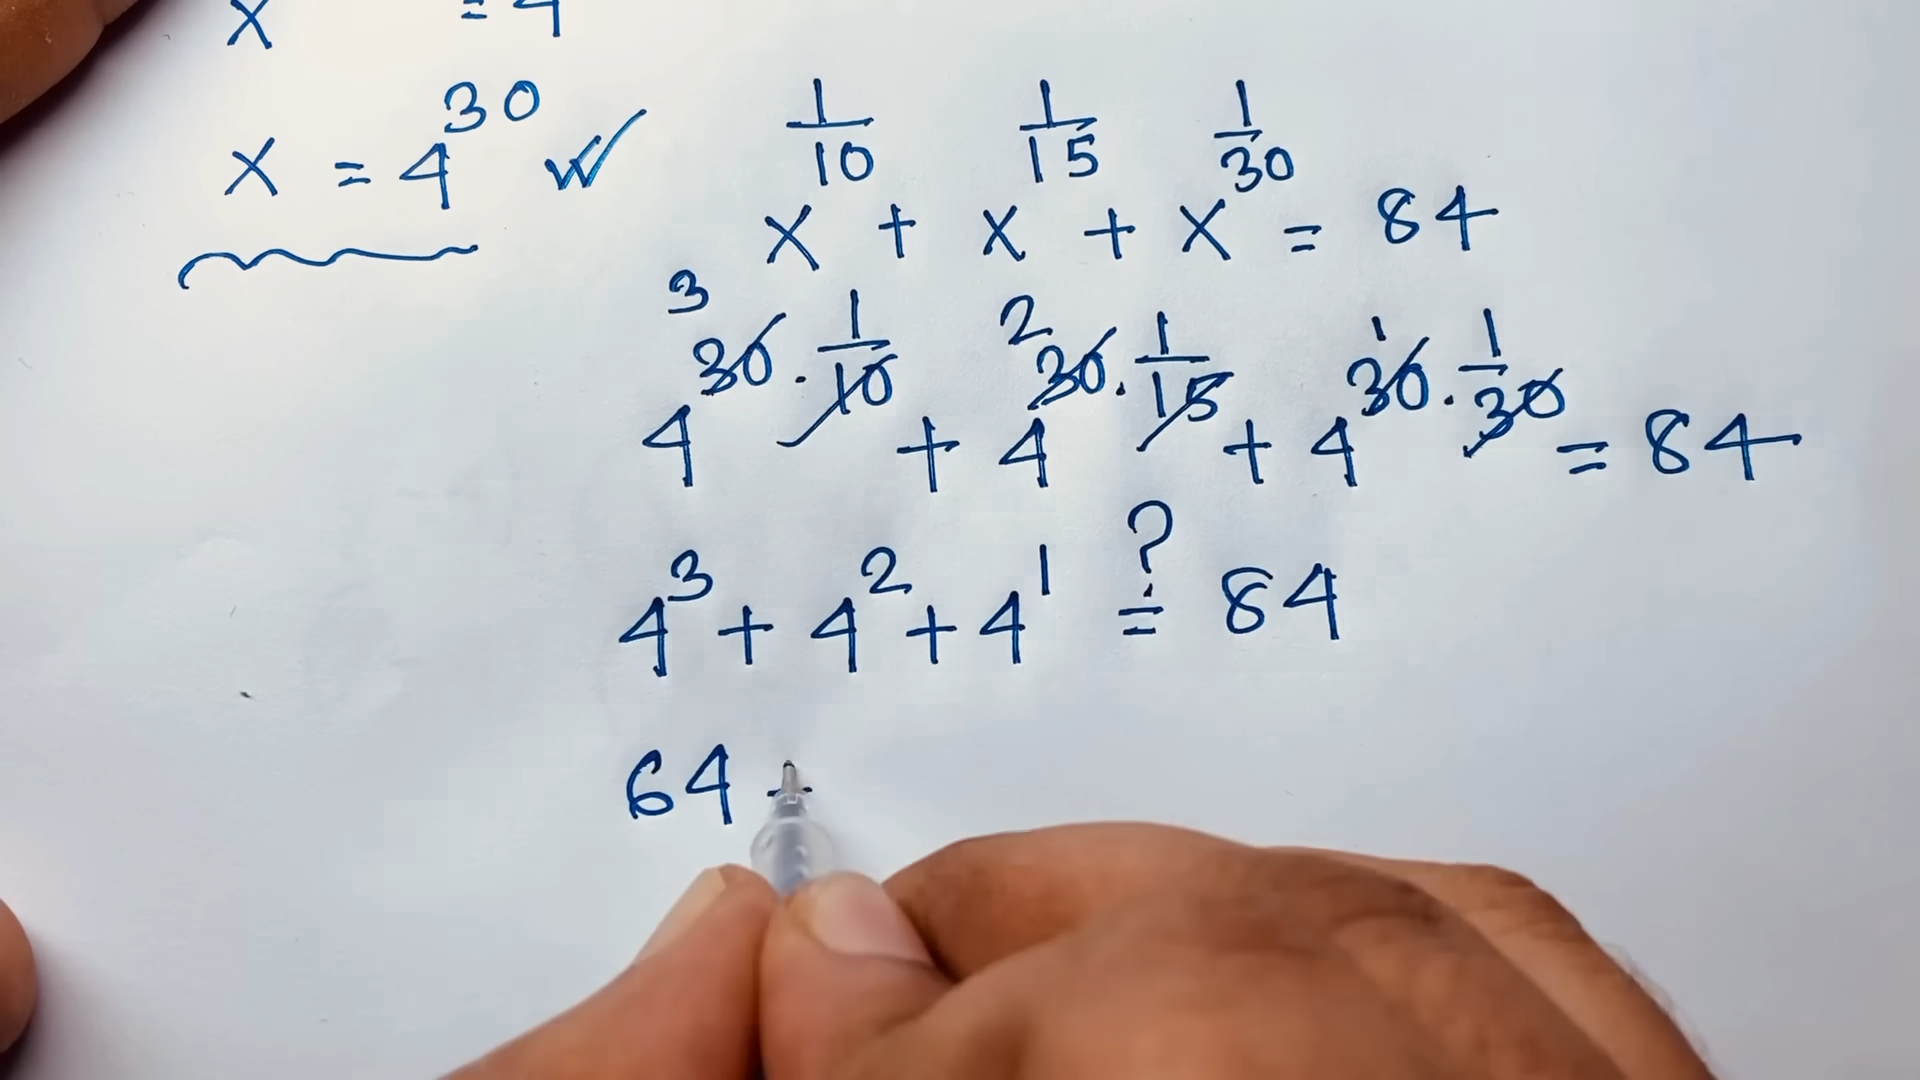 x = 4
x = 4^30 ✓
x^(1/10) + x^(1/15) + x^(1/30) = 84
4^(30·1/10) + 4^(30·1/15) + 4^(30·1/30) = 84
3 2 1
4^3 + 4^2 + 4^1 =? 84
64 +